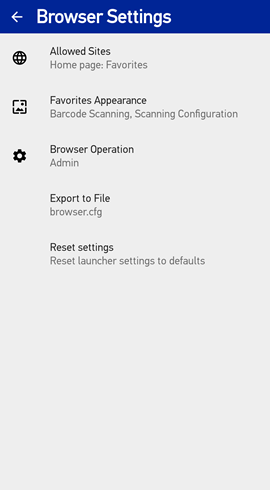 Browser Settings
Allowed Sites
Home page: Favorites
Favorites Appearance
Barcode Scanning, Scanning Configuration
Browser Operation
Admin
Export to File
browser.cfg
Reset settings
Reset launcher settings to defaults